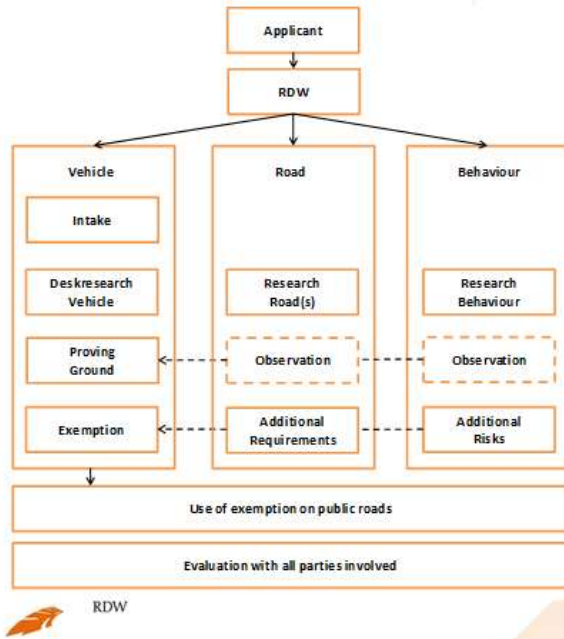 Applicant
RDW
Vehicle
Road
Behaviour
Intake
Deskresearch
Vehicle
Research
Road(s)
Research
Behaviour
Proving
Ground
Observation
Observation
Exemption
Additional
Requirements
Additional
Risks
Use of exemption on public roads
Evaluation with all parties involved
RDW